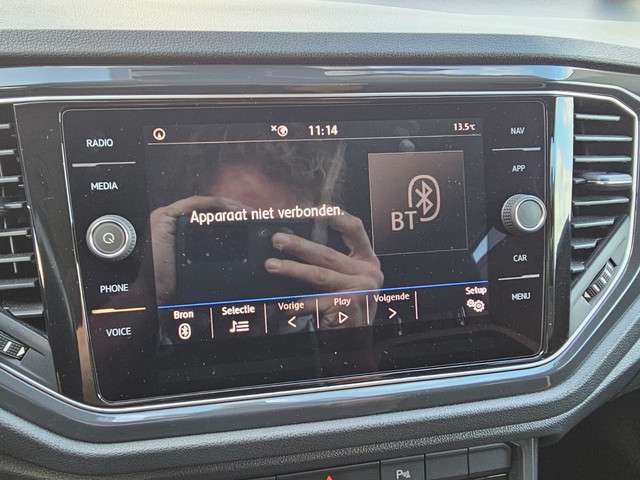 RADIO
MEDIA
PHONE
VOICE
11:14
13.5°C
Apparaat niet verbonden.
BT
Bron
Selectie
Vorige
Play
Volgende
Setup
NAV
APP
CAR
MENU
P